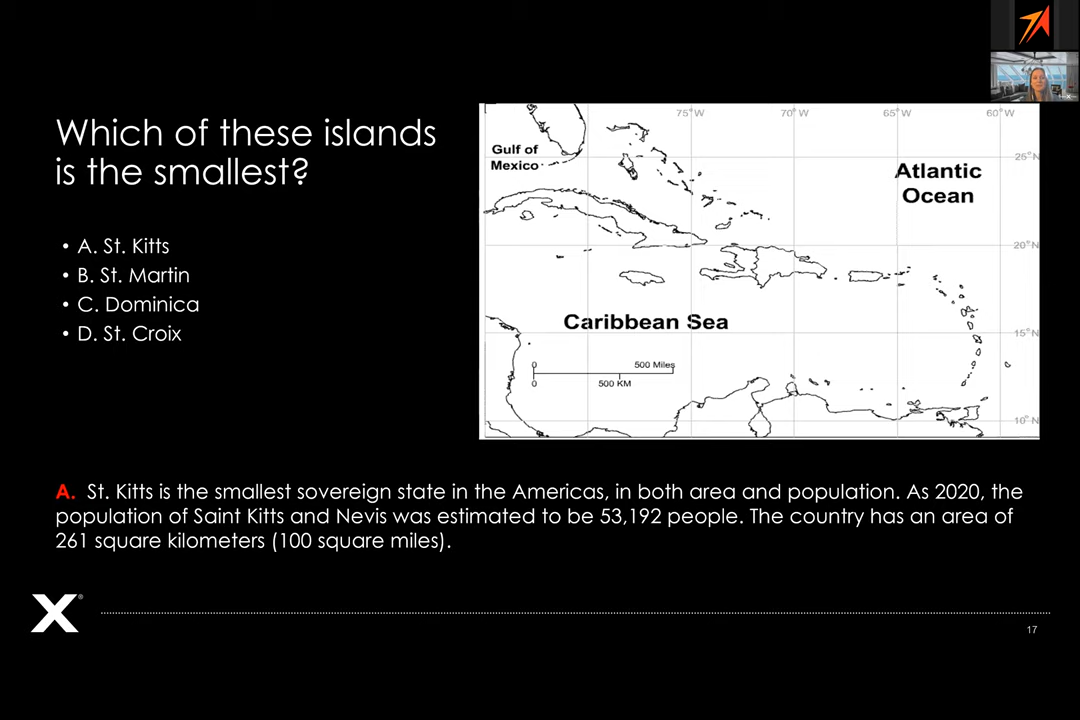 Which of these islands
is the smallest?
• A. St. Kitts
• B. St. Martin
• C. Dominica
• D. St. Croix
75°W
70°W
65°W
60°W
Gulf of
Mexico
25°N
Atlantic
Ocean
20°N
Caribbean Sea
15°N
0
500 Miles
0
500 KM
10°N
A. St. Kitts is the smallest sovereign state in the Americas, in both area and population. As 2020, the
population of Saint Kitts and Nevis was estimated to be 53,192 people. The country has an area of
261 square kilometers (100 square miles).
X®
17